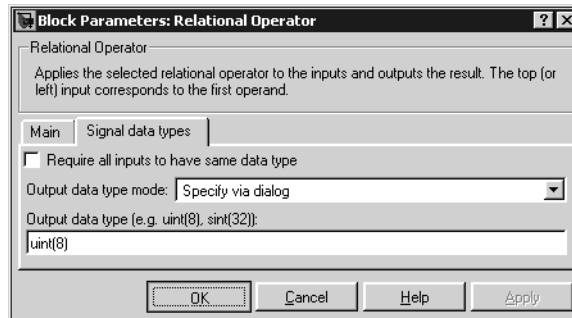 Block Parameters: Relational Operator
Relational Operator
Applies the selected relational operator to the inputs and outputs the result. The top (or
left) input corresponds to the first operand.
Main Signal data types
Require all inputs to have same data type
Output data type mode: Specify via dialog
Output data type (e.g. uint(8), sint(32)):
uint(8)
OK Cancel Help Apply